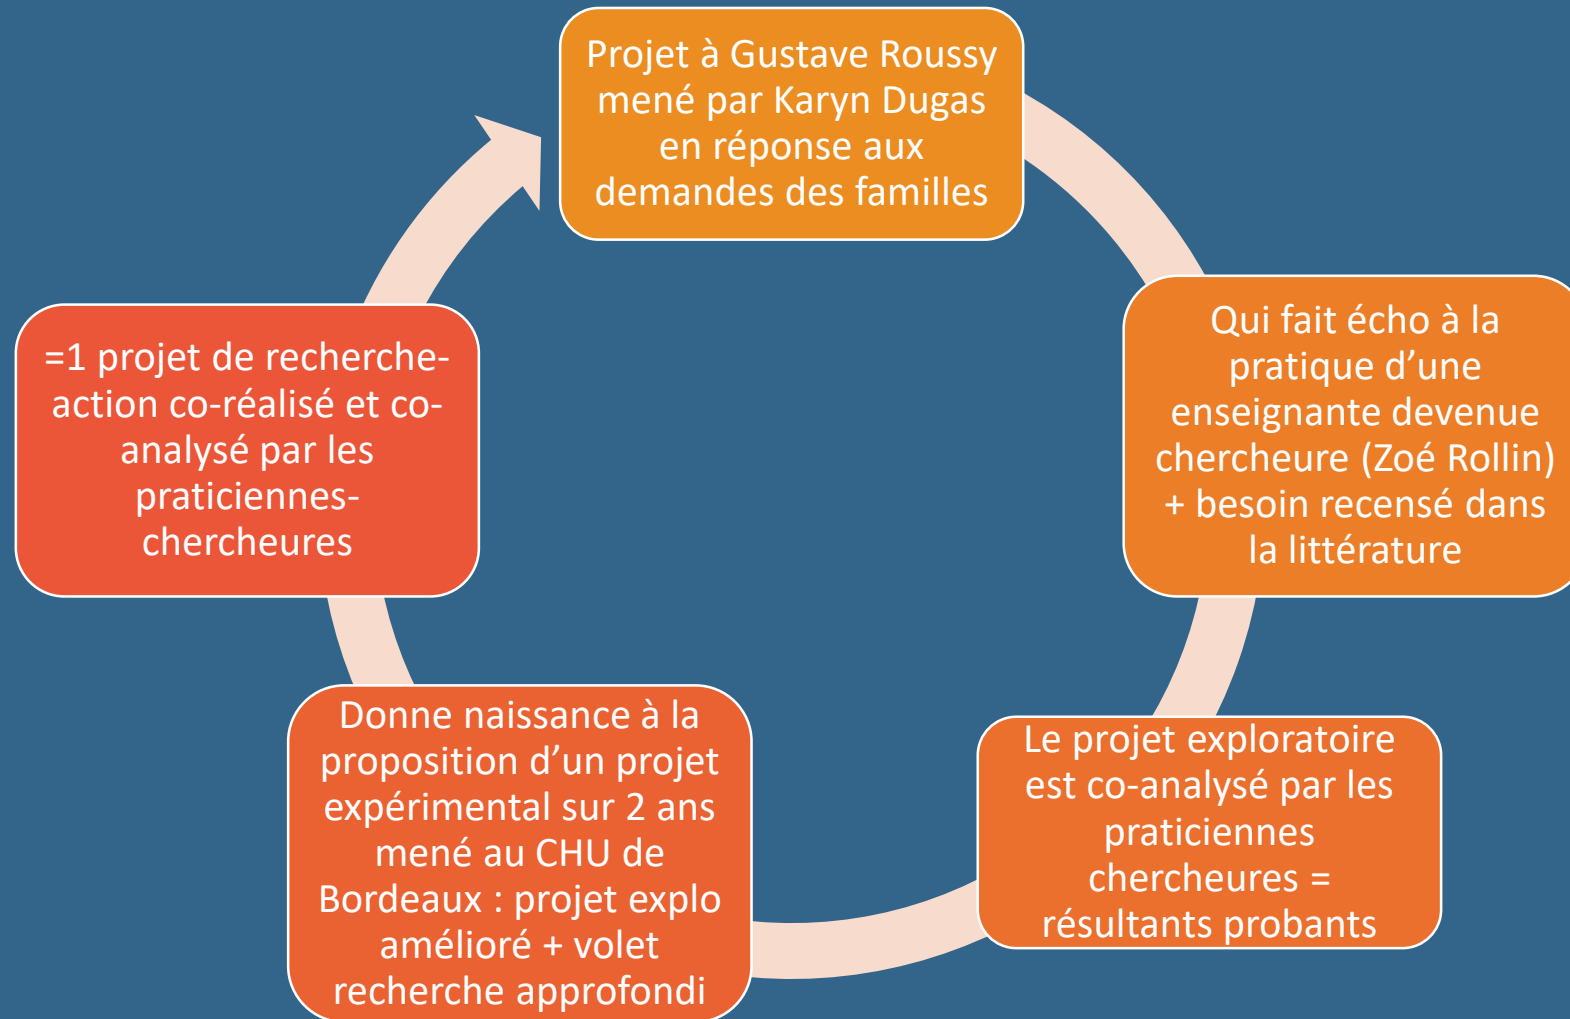 Projet à Gustave Roussy
mené par Karyn Dugas
en réponse aux
demandes des familles
Qui fait écho à la
pratique d’une
enseignante devenue
chercheure (Zoé Rollin)
+ besoin recensé dans
la littérature
Le projet exploratoire
est co-analysé par les
praticiennes
chercheures =
résultants probants
Donne naissance à la
proposition d’un projet
expérimental sur 2 ans
mené au CHU de
Bordeaux : projet explo
amélioré + volet
recherche approfondi
=1 projet de recherche-
action co-réalisé et co-
analysé par les
praticiennes-
chercheures